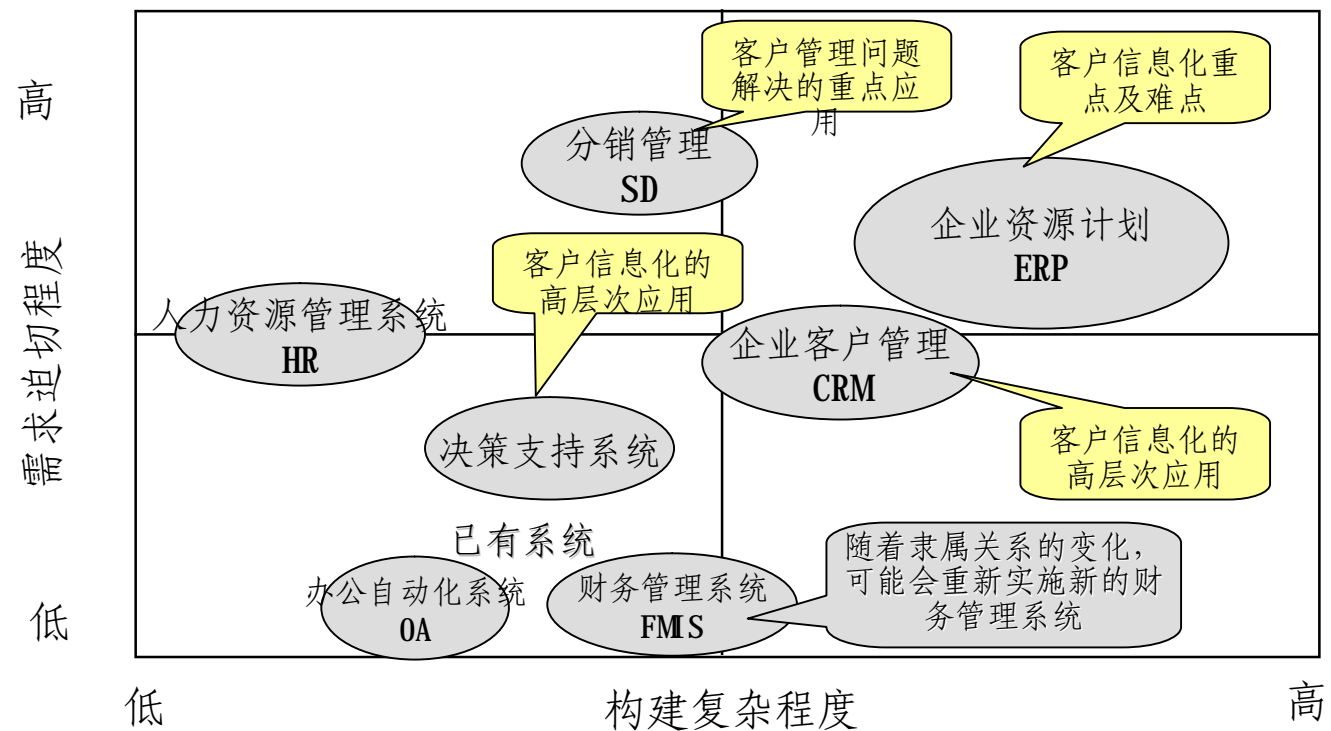 高
需求迫切程度
低
客户管理问题
解决的重点应
用
客户信息化重
点及难点
分销管理
SD
企业资源计划
ERP
客户信息化的
高层次应用
人力资源管理系统
HR
企业客户管理
CRM
决策支持系统
客户信息化的
高层次应用
已有系统
办公自动化系统
OA
财务管理系统
FMIS
随着隶属关系的变化，
可能会重新实施新的财
务管理系统
低
构建复杂程度
高